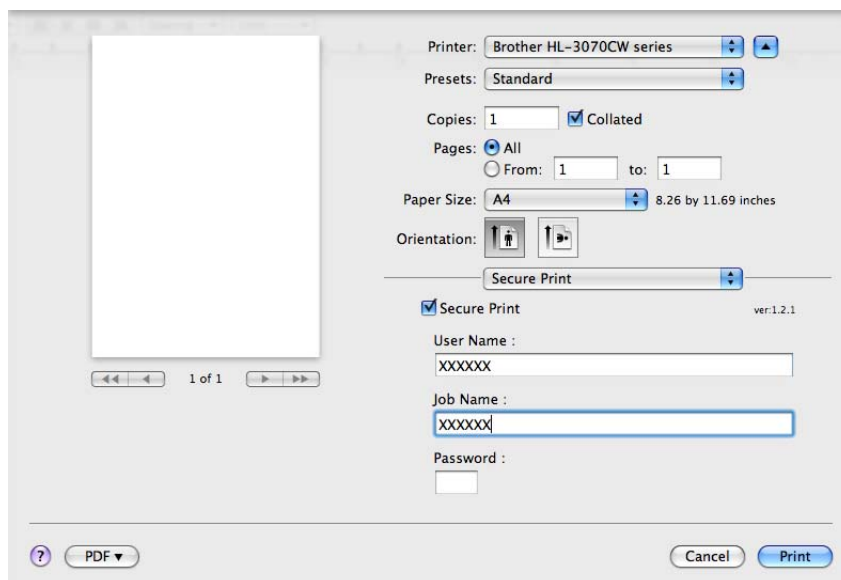 Printer: Brother HL-3070CW series
Presets: Standard
Copies: 1 Collated
Pages: All
From: 1 to: 1
Paper Size: A4 8.26 by 11.69 inches
Orientation:
Secure Print
Secure Print ver:1.2.1
User Name :
XXXXXX
Job Name :
XXXXXX
Password :
1 of 1
? PDF▼ Cancel Print